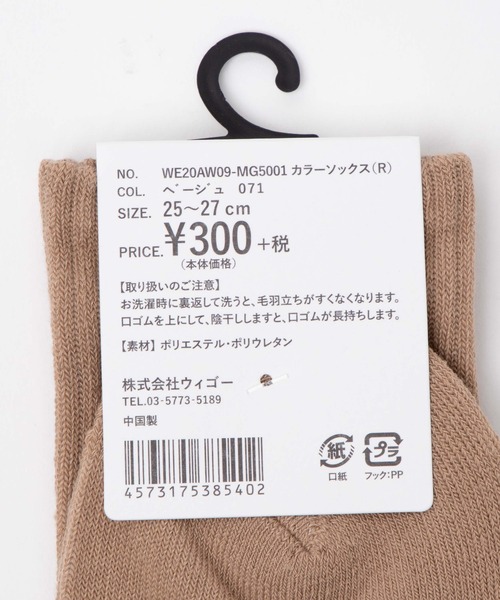 NO. WE20AW09-MG5001 カラーソックス(R)
COL. ベージュ 071
SIZE. 25～27cm
PRICE. ¥300 +税
(本体価格)
【取り扱いのご注意】
お洗濯時に裏返して洗うと、毛羽立ちがすくなくなります。
口ゴムを上にして、陰干ししますと、口ゴムが長持ちします。
【素材】 ポリエステル・ポリウレタン
株式会社ウィゴー
TEL.03-5773-5189
中国製
4573175385402
紙
口紙
プラ
フック:PP